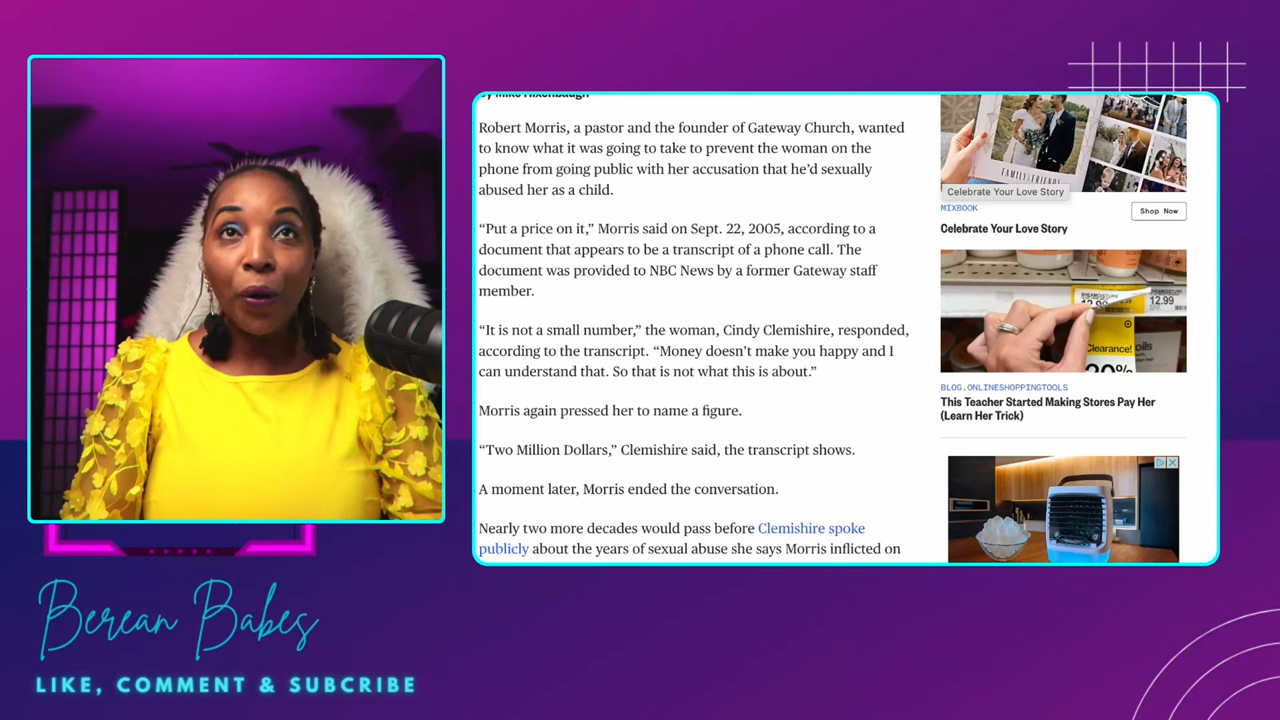 by Mike Hixenbaugh
Robert Morris, a pastor and the founder of Gateway Church, wanted
to know what it was going to take to prevent the woman on the
phone from going public with her accusation that he’d sexually
abused her as a child.
“Put a price on it,” Morris said on Sept. 22, 2005, according to a
document that appears to be a transcript of a phone call. The
document was provided to NBC News by a former Gateway staff
member.
“It is not a small number,” the woman, Cindy Clemishire, responded,
according to the transcript. “Money doesn’t make you happy and I
can understand that. So that is not what this is about.”
Morris again pressed her to name a figure.
“Two Million Dollars,” Clemishire said, the transcript shows.
A moment later, Morris ended the conversation.
Nearly two more decades would pass before Clemishire spoke
publicly about the years of sexual abuse she says Morris inflicted on
FAMILY & FRIENDS
Celebrate Your Love Story
MIXBOOK
Shop Now
Celebrate Your Love Story
SHEAMOISTURE
12.99
12.99
Clearance!
oils
BLOG.ONLINESHOPPINGTOOLS
This Teacher Started Making Stores Pay Her
(Learn Her Trick)
Berean Babes
LIKE, COMMENT & SUBCRIBE